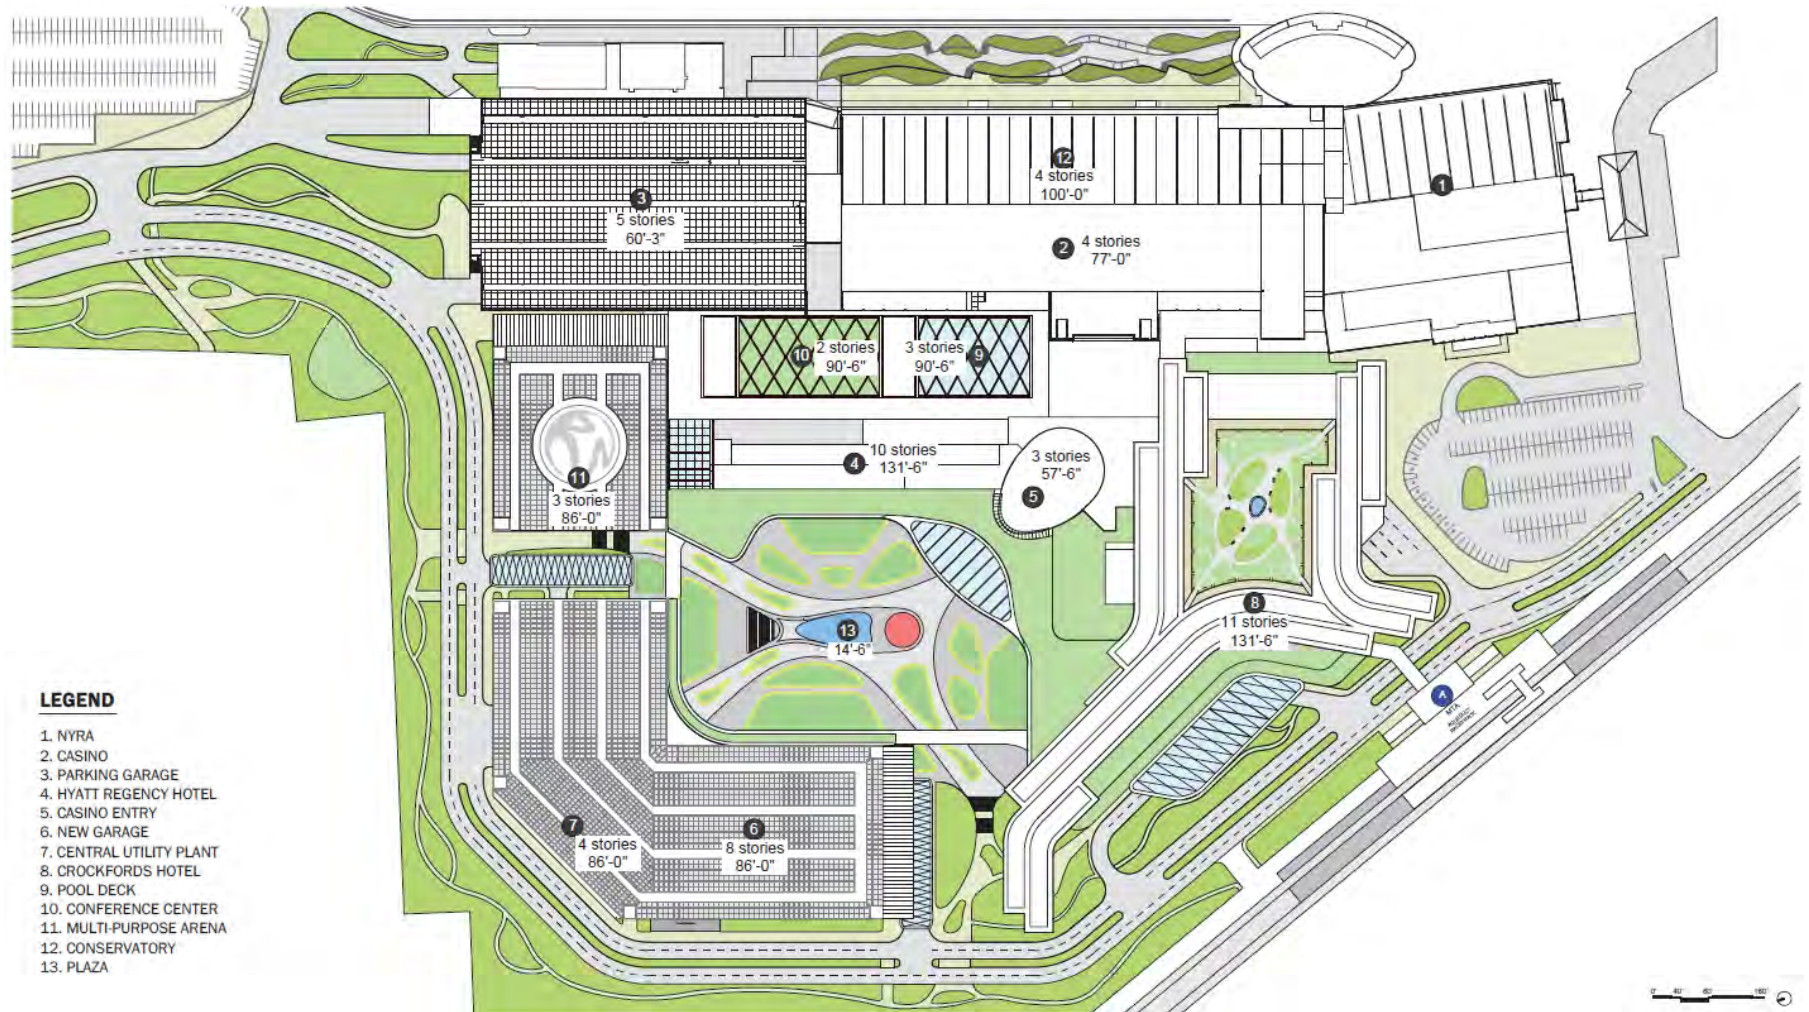 12
4 stories
100'-0"
1
3
5 stories
60'-3"
2
4 stories
77'-0"
10
2 stories
90'-6"
3 stories
90'-6"
9
4
10 stories
131'-6"
3 stories
57'-6"
5
11
3 stories
86'-0"
8
11 stories
131'-6"
13
14'-6"
A
MTA
7
4 stories
86'-0"
6
8 stories
86'-0"
LEGEND
1. NYRA
2. CASINO
3. PARKING GARAGE
4. HYATT REGENCY HOTEL
5. CASINO ENTRY
6. NEW GARAGE
7. CENTRAL UTILITY PLANT
8. CROCKFORDS HOTEL
9. POOL DECK
10. CONFERENCE CENTER
11. MULTI-PURPOSE ARENA
12. CONSERVATORY
13. PLAZA
0' 40' 80' 160'